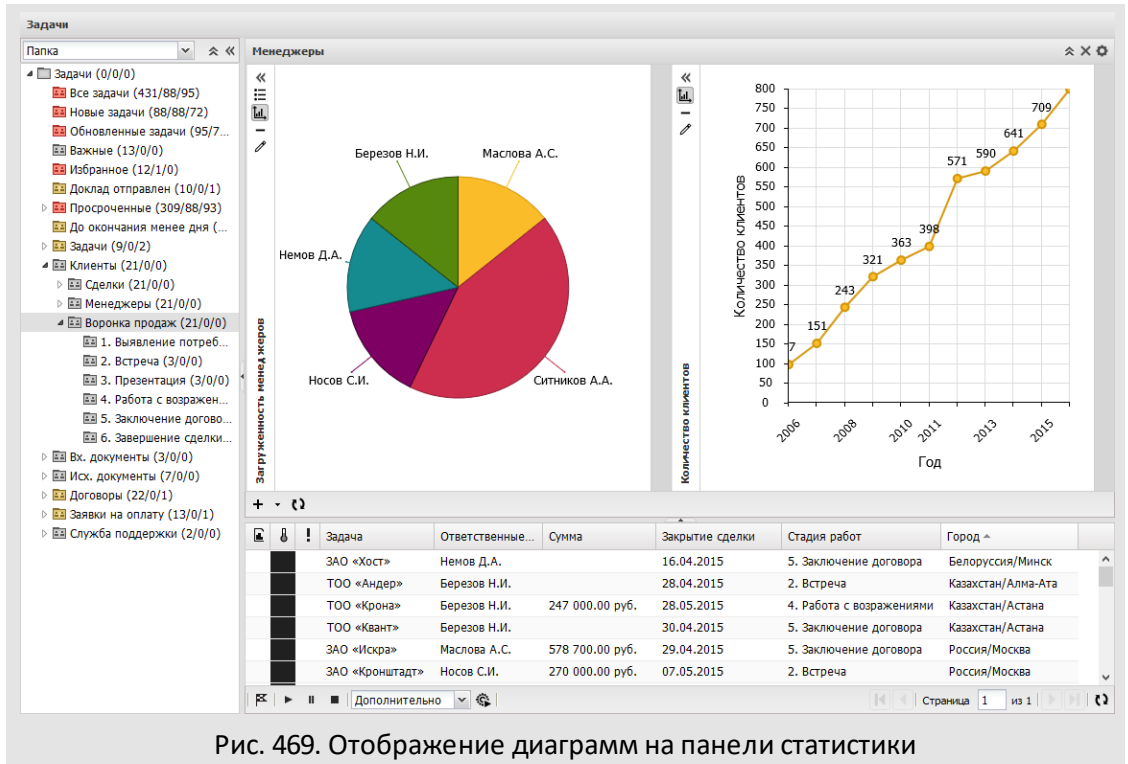 Задачи
Папка
Задачи (0/0/0)
Все задачи (431/88/95)
Новые задачи (88/88/72)
Обновленные задачи (95/7...
Важные (13/0/0)
Избранное (12/1/0)
Доклад отправлен (10/0/1)
Просроченные (309/88/93)
До окончания менее дня (...
Задачи (9/0/2)
Клиенты (21/0/0)
Сделки (21/0/0)
Менеджеры (21/0/0)
Воронка продаж (21/0/0)
1. Выявление потреб...
2. Встреча (3/0/0)
3. Презентация (3/0/0)
4. Работа с возражен...
5. Заключение догово...
6. Завершение сделки...
Вх. документы (3/0/0)
Исх. документы (7/0/0)
Договоры (22/0/1)
Заявки на оплату (13/0/1)
Служба поддержки (2/0/0)
Менеджеры
Загруженность менеджеров
Березов Н.И.
Маслова А.С.
Немов Д.А.
Носов С.И.
Ситников А.А.
Количество клиентов
Количество клиентов
800
750
700
650
600
550
500
450
400
350
300
250
200
150
100
50
0
7
151
243
321
363
398
571
590
641
709
2006
2008
2010
2011
2013
2015
Год
! Задача Ответственные... Сумма Закрытие сделки Стадия работ Город
ЗАО «Хост» Немов Д.А. 16.04.2015 5. Заключение договора Белоруссия/Минск
ТОО «Андер» Березов Н.И. 28.04.2015 2. Встреча Казахстан/Алма-Ата
ТОО «Крона» Березов Н.И. 247 000.00 руб. 28.05.2015 4. Работа с возражениями Казахстан/Астана
ТОО «Квант» Березов Н.И. 30.04.2015 5. Заключение договора Казахстан/Астана
ЗАО «Искра» Маслова А.С. 578 700.00 руб. 29.04.2015 5. Заключение договора Россия/Москва
ЗАО «Кронштадт» Носов С.И. 270 000.00 руб. 07.05.2015 2. Встреча Россия/Москва
Дополнительно
Страница 1 из 1
Рис. 469. Отображение диаграмм на панели статистики